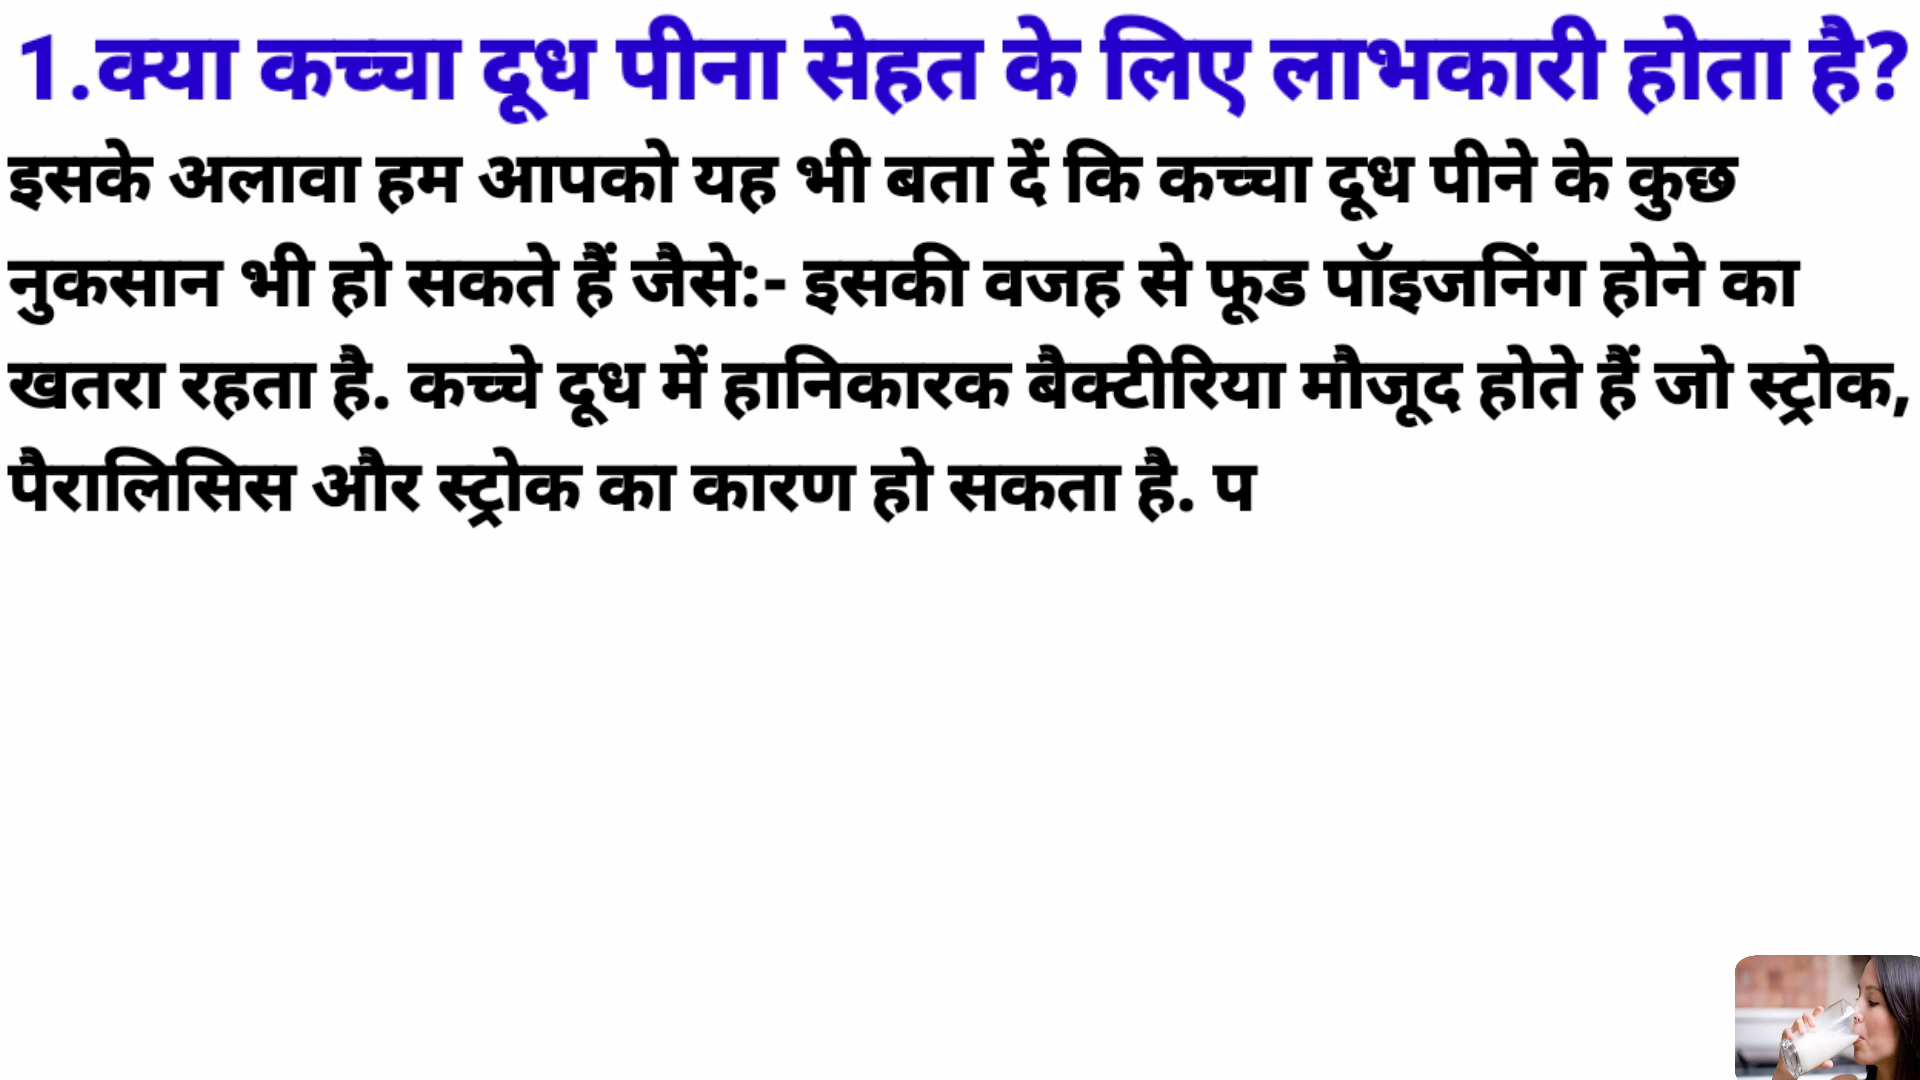 1.क्या कच्चा दूध पीना सेहत के लिए लाभकारी होता है?
इसके अलावा हम आपको यह भी बता दें कि कच्चा दूध पीने के कुछ
नुकसान भी हो सकते हैं जैसे:- इसकी वजह से फूड पॉइजनिंग होने का
खतरा रहता है. कच्चे दूध में हानिकारक बैक्टीरिया मौजूद होते हैं जो स्ट्रोक,
पैरालिसिस और स्ट्रोक का कारण हो सकता है. प